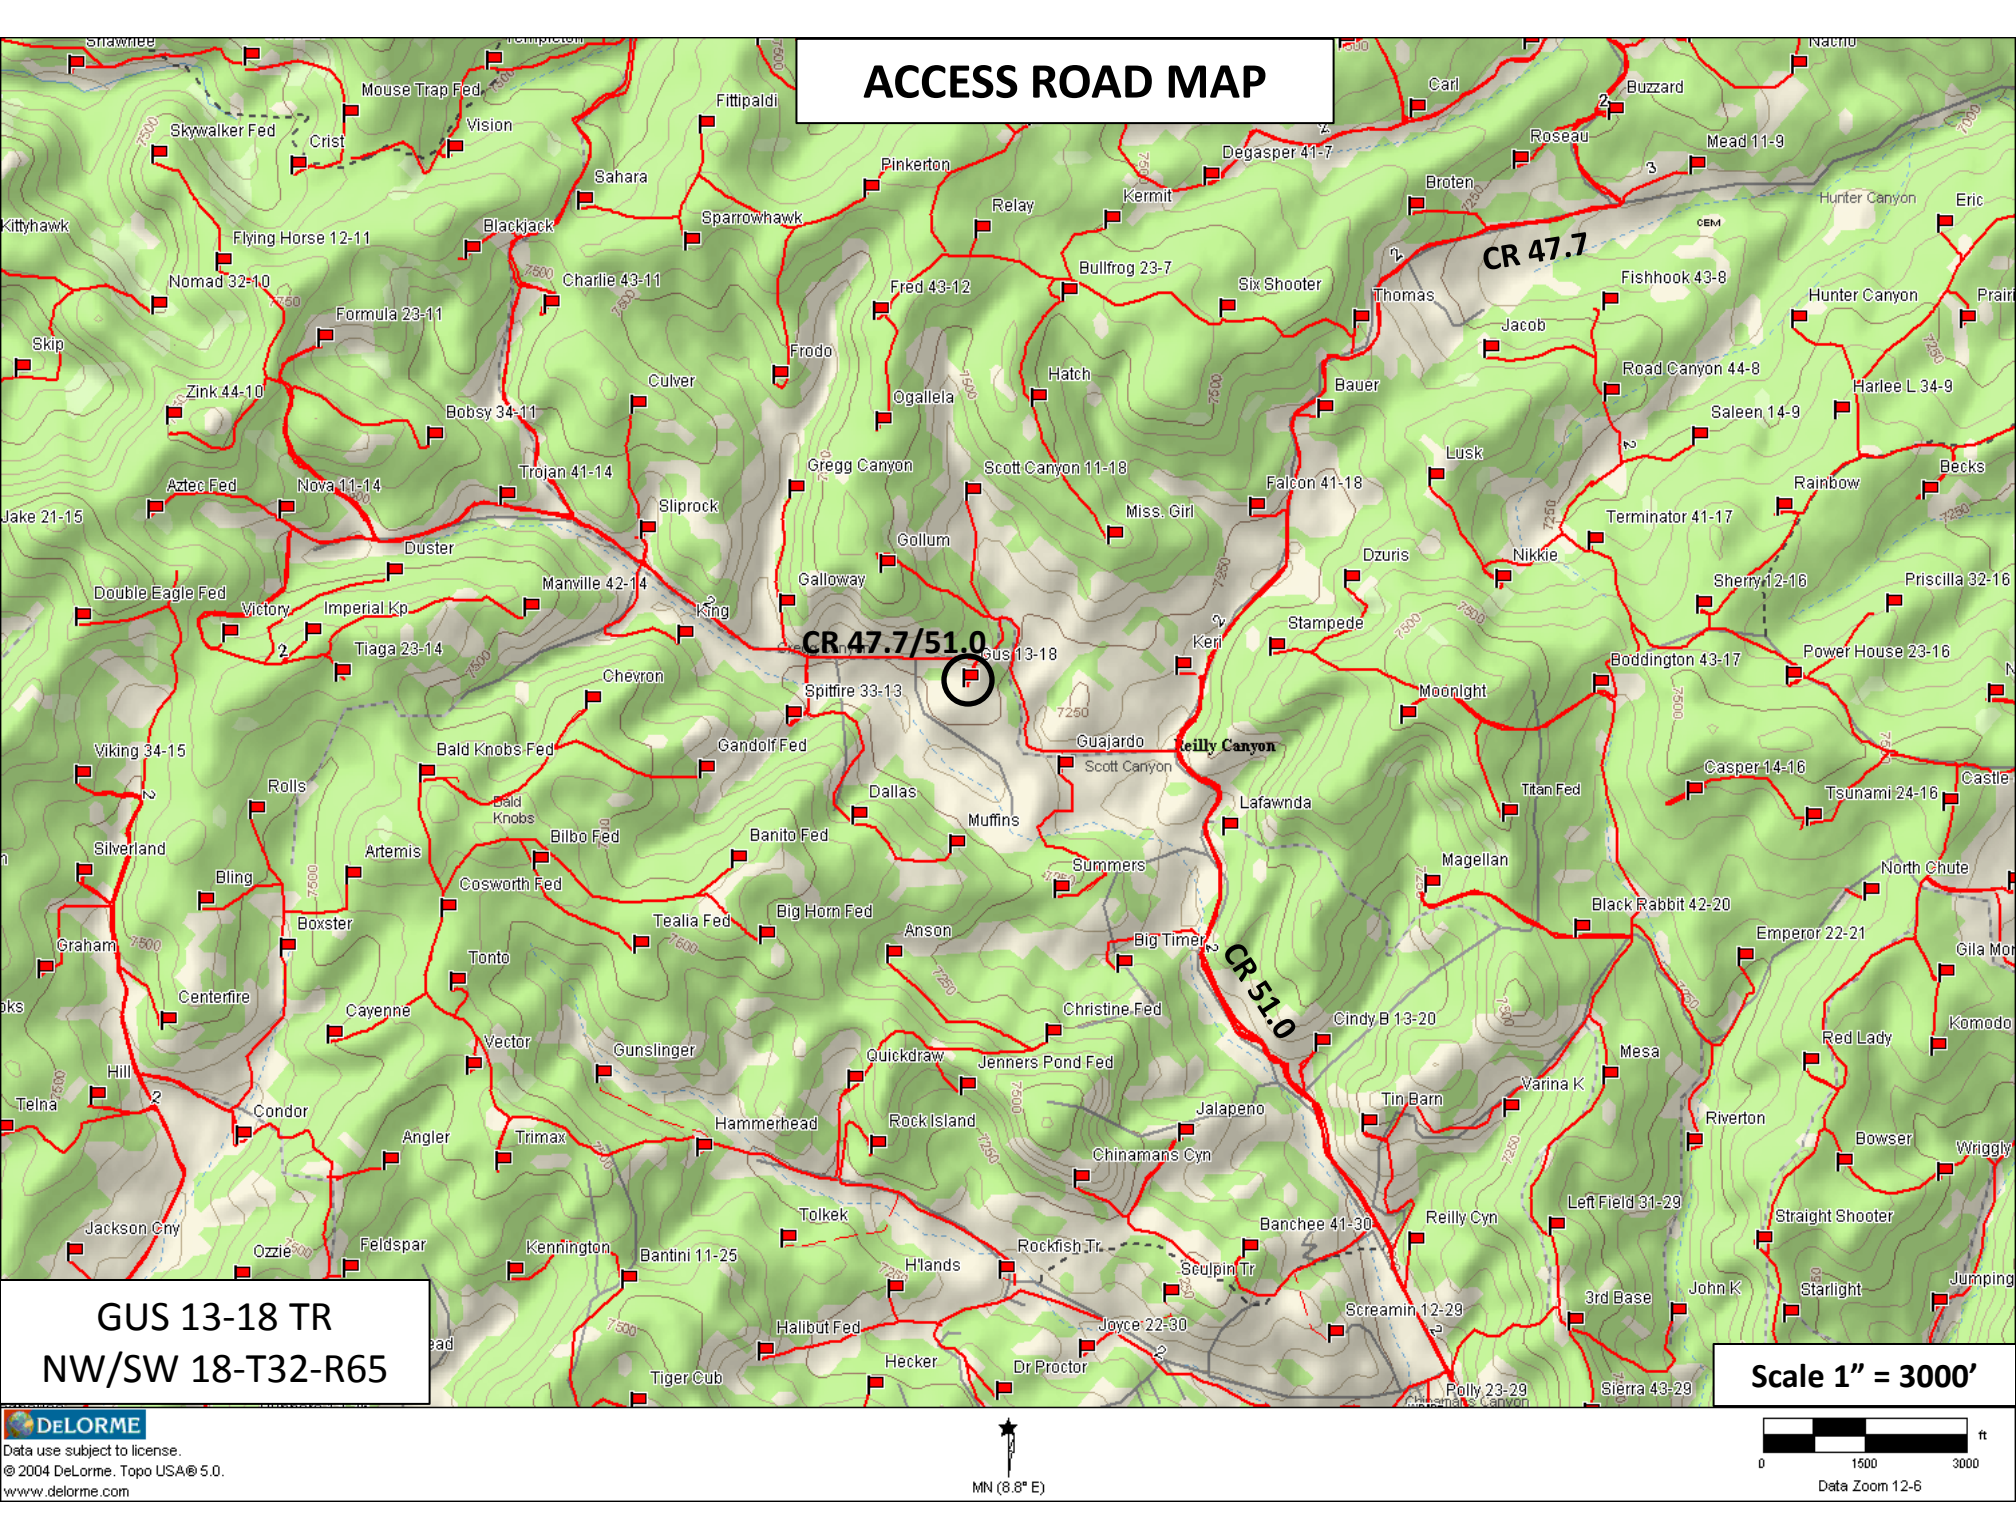 ACCESS ROAD MAP
Shawnee
Templeton
Nachu
Mouse Trap Fed
Fittipaldi
Carl
Buzzard
Skywalker Fed
Crist
Vision
Roseau
Mead 11-9
Degasper 41-7
Pinkerton
Sahara
Broten
Kermit
Relay
Hunter Canyon
Eric
Kittyhawk
Flying Horse 12-11
Blackjack
Sparrowhawk
CEM
CR 47.7
Nomad 32-10
Charlie 43-11
Fred 43-12
Bullfrog 23-7
Six Shooter
Thomas
Fishhook 43-8
Hunter Canyon
Prairi
Formula 23-11
Skip
Frodo
Jacob
Zink 44-10
Culver
Ogallela
Hatch
Bauer
Road Canyon 44-8
Harlee L 34-9
Bobsy 34-11
Saleen 14-9
Trojan 41-14
Gregg Canyon
Scott Canyon 11-18
Lusk
Becks
Aztec Fed
Nova 11-14
Falcon 41-18
Rainbow
Jake 21-15
Sliprock
Miss. Girl
Terminator 41-17
Duster
Gollum
Dzuris
Nikkie
Double Eagle Fed
Manville 42-14
Galloway
Sherry 12-16
Priscilla 32-16
Victory
Imperial Kp
King
Stampede
CR 47.7/51.0
Keri
Tiaga 23-14
Gus 13-18
Boddington 43-17
Power House 23-16
Chevron
Spitfire 33-13
Moonlght
7250
Viking 34-15
Bald Knobs Fed
Gandolf Fed
Guajardo
Reilly Canyon
Scott Canyon
Casper 14-16
Castle
Rolls
Bald
Knobs
Dallas
Lafawnda
Titan Fed
Tsunami 24-16
Bilbo Fed
Banito Fed
Muffins
Silverland
Artemis
Summers
Magellan
North Chute
Bling
Cosworth Fed
Boxster
Tealia Fed
Big Horn Fed
Black Rabbit 42-20
Graham
7500
Anson
Big Timer
Emperor 22-21
Gila Mor
Tonto
CR 51.0
Centerfire
Cayenne
Christine Fed
Cindy B 13-20
Komodo
Vector
Gunslinger
Quickdraw
Jenners Pond Fed
Mesa
Red Lady
Hill
Varina K
Telna
Condor
Tin Barn
Jalapeno
Riverton
Angler
Trimax
Hammerhead
Rock Island
Bowser
Chinamans Cyn
Wriggly
Jackson Cny
Tolkek
Banchee 41-30
Reilly Cyn
Left Field 31-29
Straight Shooter
Ozzie
Feldspar
Kennington
Bantini 11-25
H'lands
Rockfish Tr
Sculpin Tr
John K
Starlight
Jumping
3rd Base
Screamin 12-29
Halibut Fed
Joyce 22-30
Hecker
Dr Proctor
Tiger Cub
Polly 23-29
Sierra 43-29
Chinamans Canyon
GUS 13-18 TR
NW/SW 18-T32-R65
Scale 1” = 3000’
DELORME
Data use subject to license.
© 2004 DeLorme. Topo USA® 5.0.
www.delorme.com
MN (8.8° E)
ft
0 1500 3000
Data Zoom 12-6